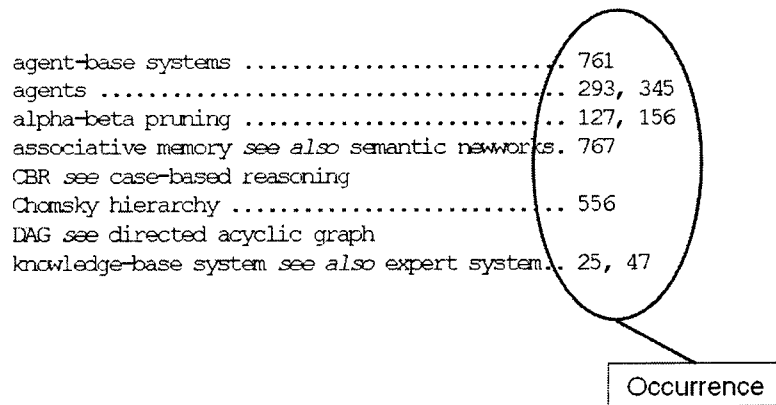 agent-base systems ............................ 761
agents ........................................ 293, 345
alpha-beta pruning ............................ 127, 156
associative memory see also semantic newworks. 767
CBR see case-based reasoning
Chomsky hierarchy ............................. 556
DAG see directed acyclic graph
knowledge-base system see also expert system.. 25, 47
Occurrence